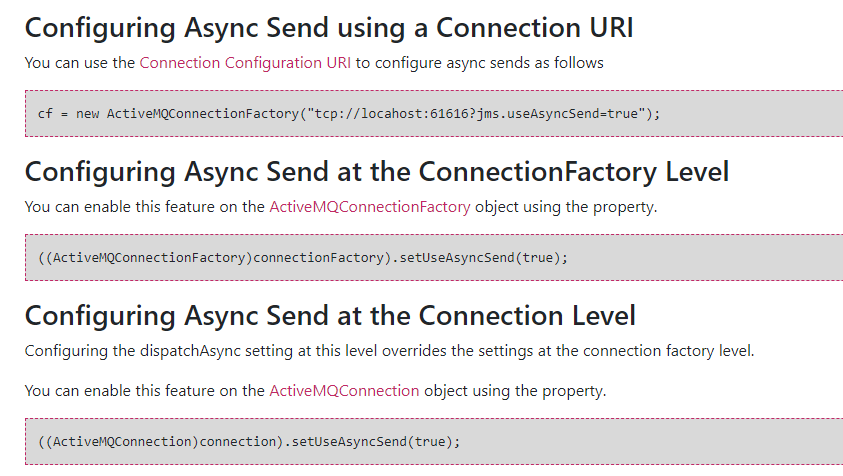 Configuring Async Send using a Connection URI
You can use the Connection Configuration URI to configure async sends as follows
cf = new ActiveMQConnectionFactory("tcp://locahost:61616?jms.useAsyncSend=true");
Configuring Async Send at the ConnectionFactory Level
You can enable this feature on the ActiveMQConnectionFactory object using the property.
((ActiveMQConnectionFactory)connectionFactory).setUseAsyncSend(true);
Configuring Async Send at the Connection Level
Configuring the dispatchAsync setting at this level overrides the settings at the connection factory level.
You can enable this feature on the ActiveMQConnection object using the property.
((ActiveMQConnection)connection).setUseAsyncSend(true);